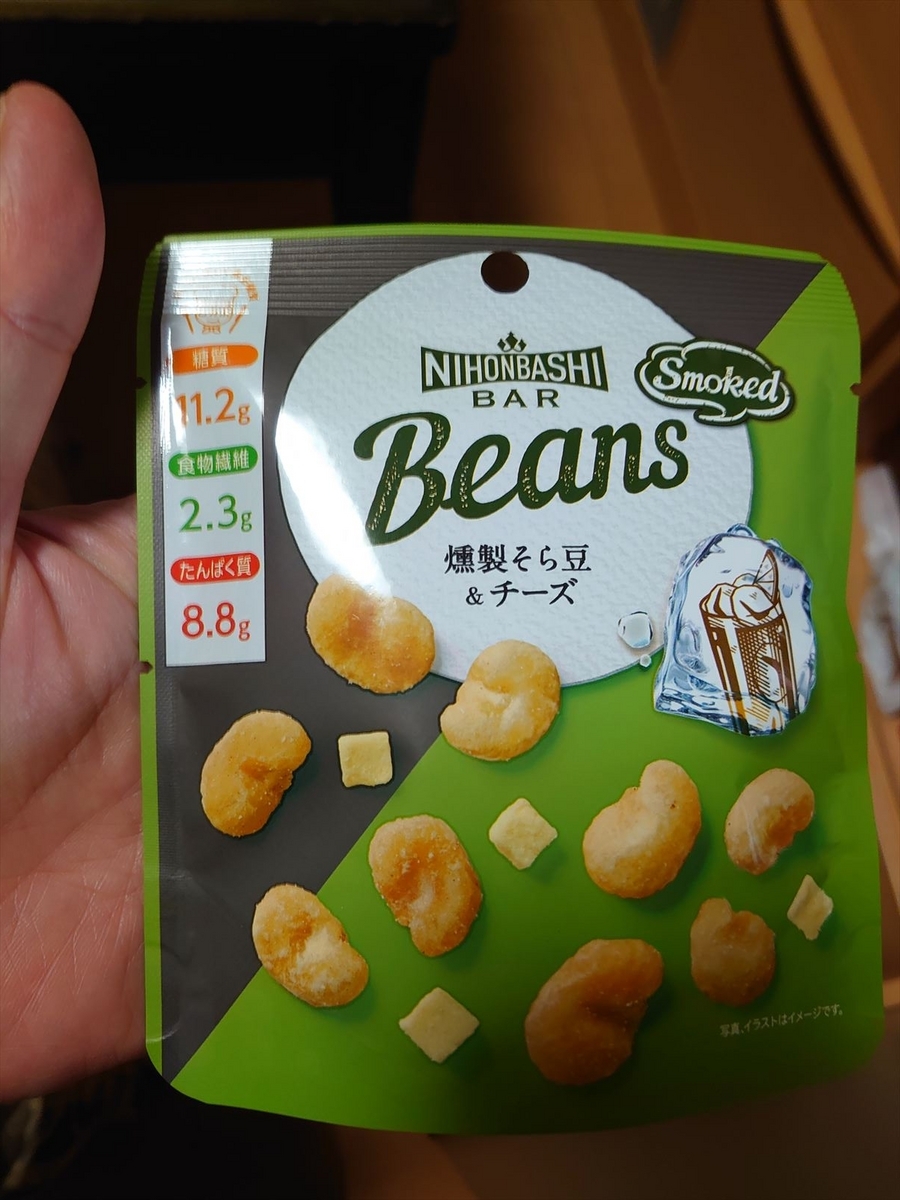 糖質
11.2g
食物繊維
2.3g
たんぱく質
8.8g
NIHONBASHI
BAR
Smoked
Beans
燻製そら豆
&チーズ
写真、イラストはイメージです。